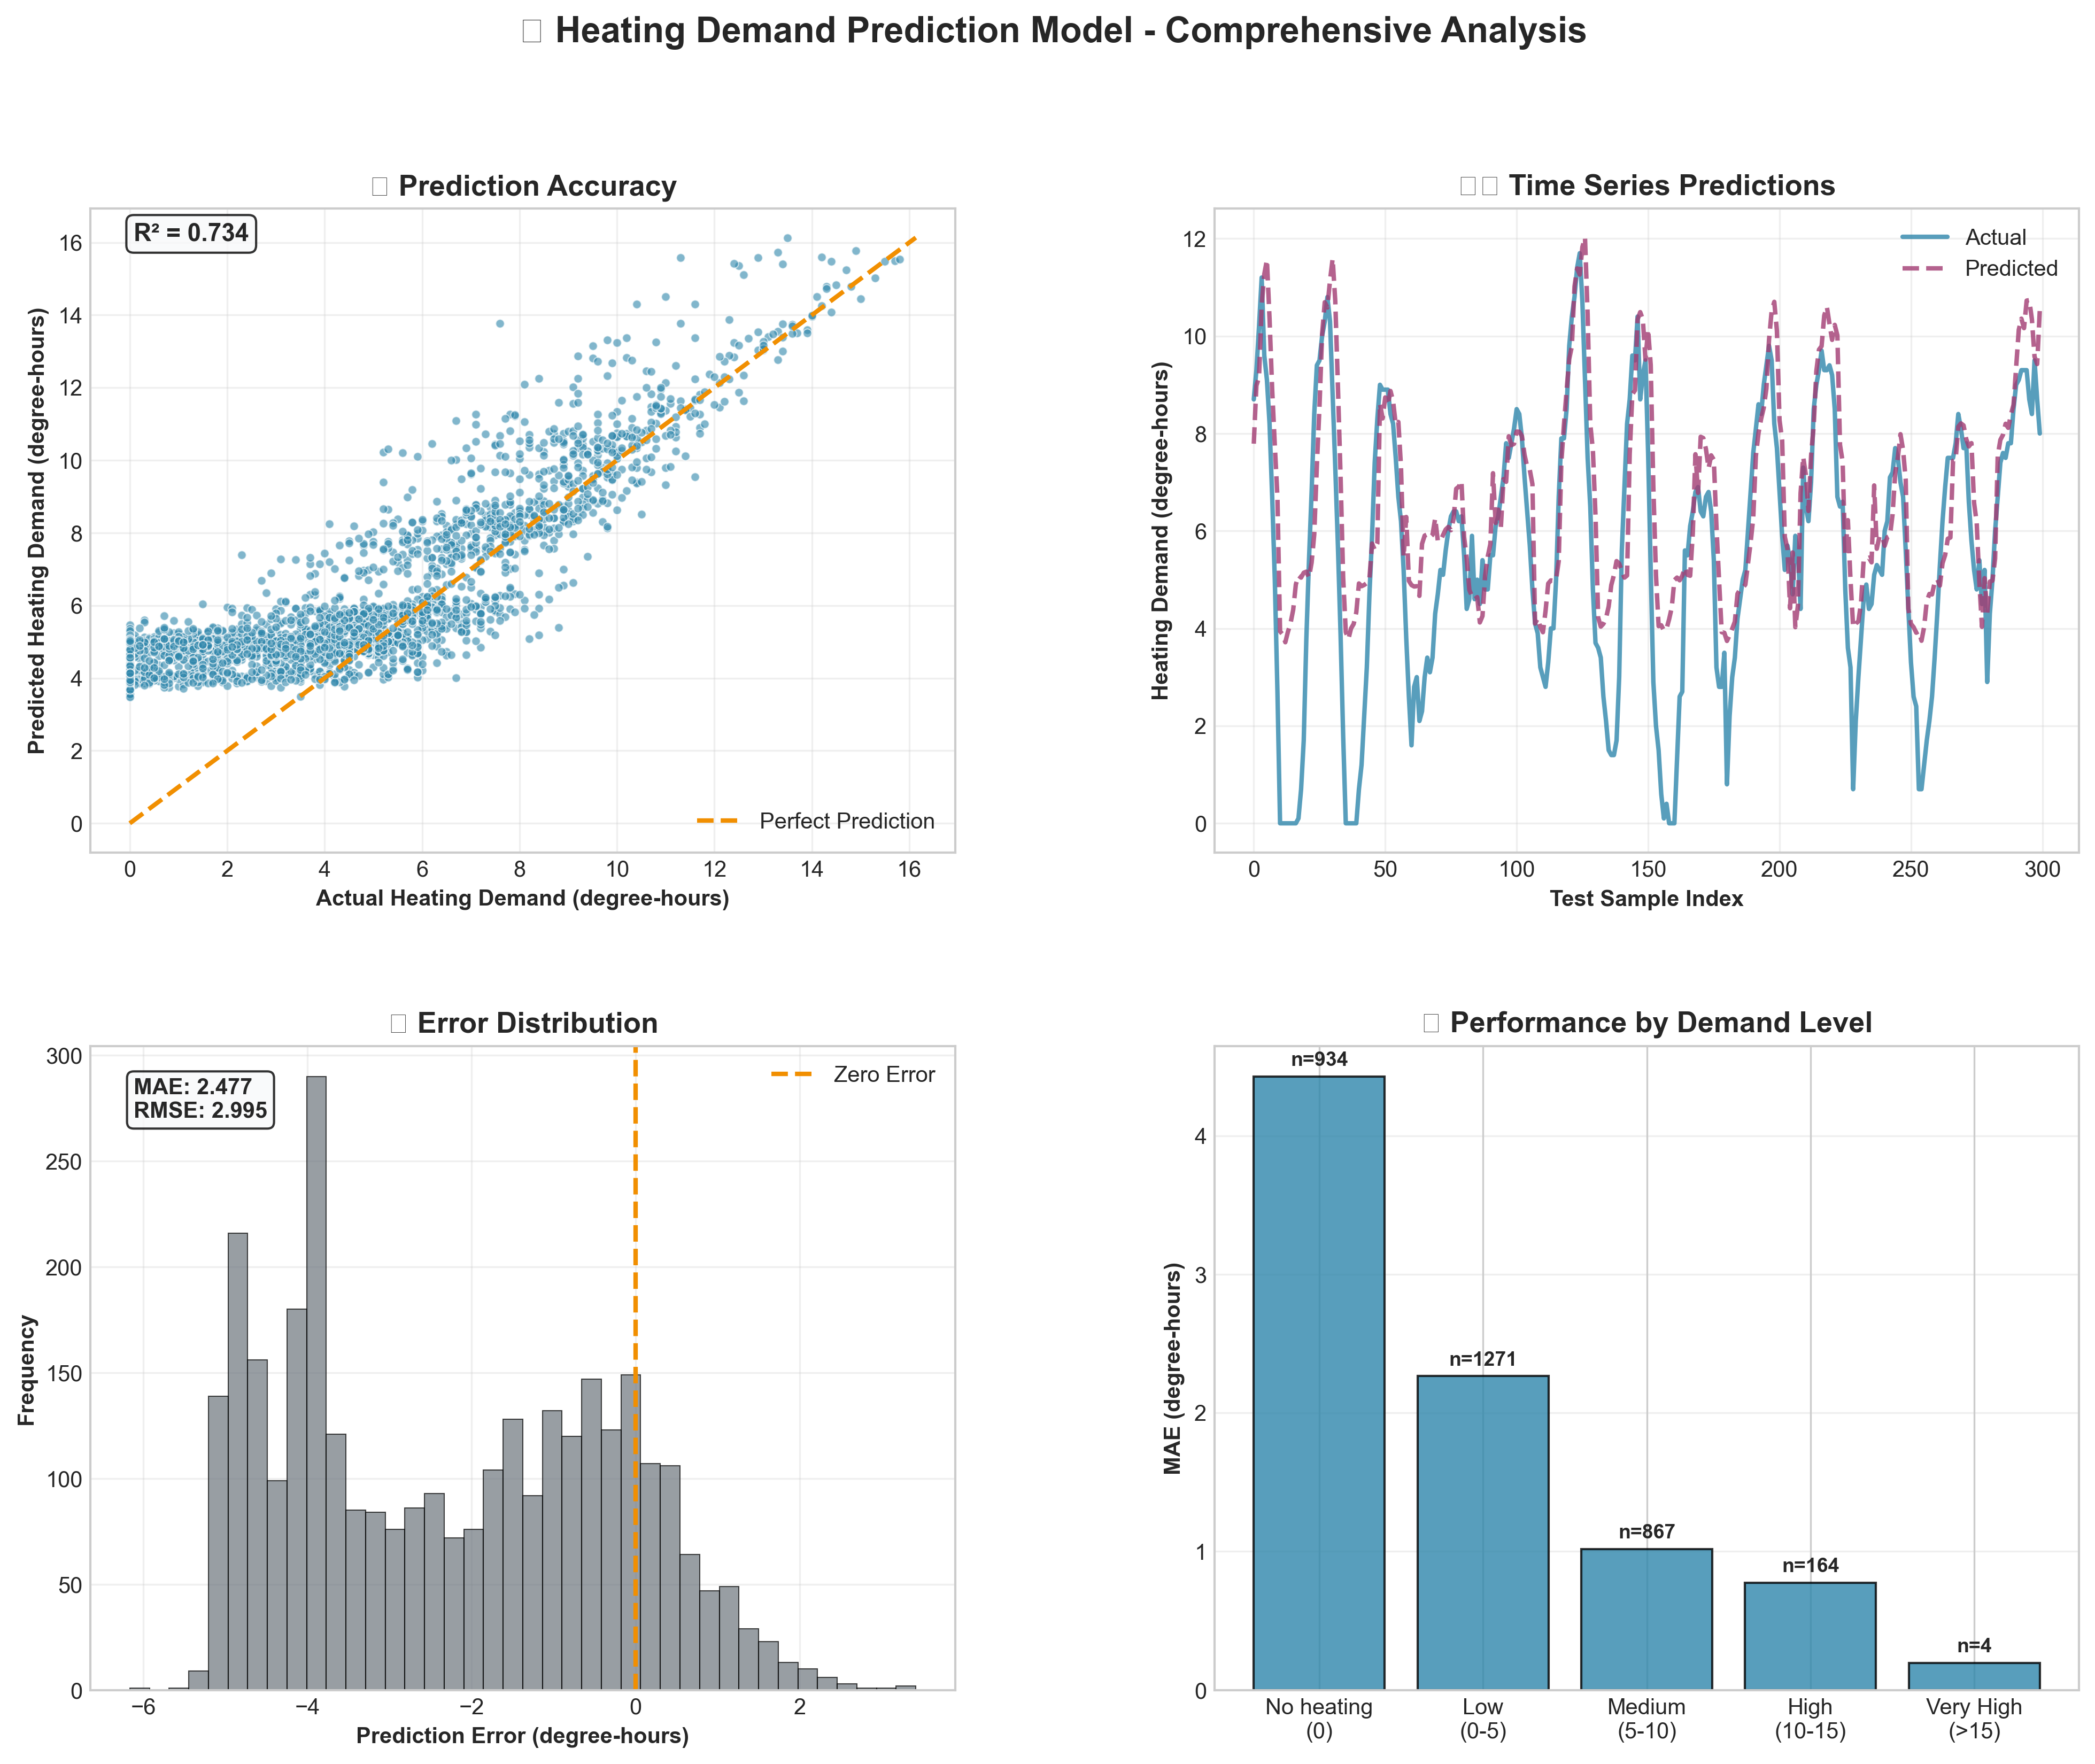 Heating Demand Prediction Model - Comprehensive Analysis
Prediction Accuracy
R² = 0.734
Predicted Heating Demand (degree-hours)
16
14
12
10
8
6
4
2
0
Perfect Prediction
0 2 4 6 8 10 12 14 16
Actual Heating Demand (degree-hours)
Time Series Predictions
Actual
Predicted
Heating Demand (degree-hours)
12
10
8
6
4
2
0
0 50 100 150 200 250 300
Test Sample Index
Error Distribution
MAE: 2.477
RMSE: 2.995
Zero Error
Frequency
300
250
200
150
100
50
0
−6 −4 −2 0 2
Prediction Error (degree-hours)
Performance by Demand Level
MAE (degree-hours)
4
3
2
1
0
n=934
n=1271
n=867
n=164
n=4
No heating Low Medium High Very High
(0) (0-5) (5-10) (10-15) (>15)